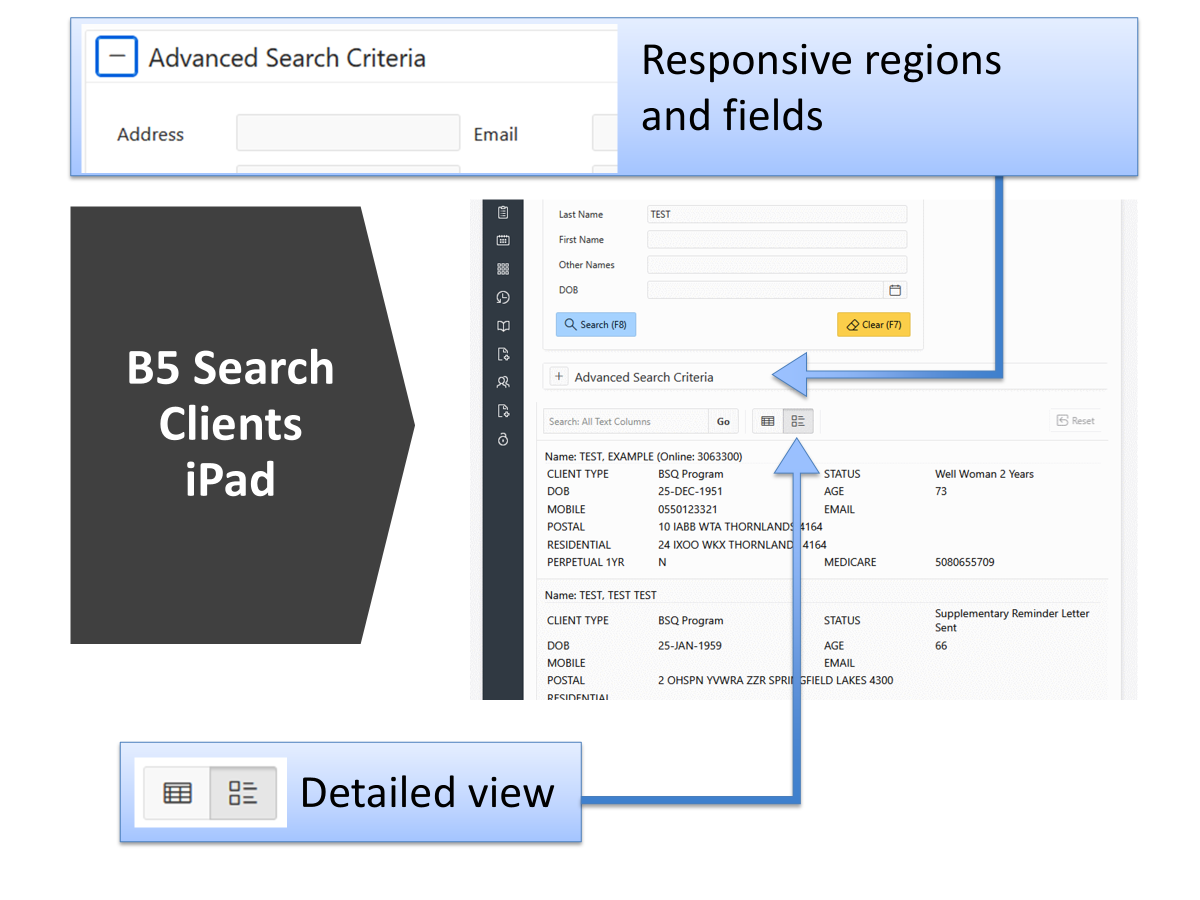 Advanced Search Criteria
Address
Email
Responsive regions
and fields
B5 Search
Clients
iPad
Last Name TEST
First Name
Other Names
DOB
Search (F8) Clear (F7)
+ Advanced Search Criteria
Search: All Text Columns Go Reset
Name: TEST, EXAMPLE (Online: 3063300)
CLIENT TYPE BSQ Program STATUS Well Woman 2 Years
DOB 25-DEC-1951 AGE 73
MOBILE 0550123321 EMAIL
POSTAL 10 IABB WTA THORNLANDS 4164
RESIDENTIAL 24 IXOO WKX THORNLANDS 4164
PERPETUAL 1YR N MEDICARE 5080655709
Name: TEST, TEST TEST
CLIENT TYPE BSQ Program STATUS Supplementary Reminder Letter
Sent
DOB 25-JAN-1959 AGE 66
MOBILE EMAIL
POSTAL 2 OHSPN YVWRA ZZR SPRINGFIELD LAKES 4300
RESIDENTIAL
Detailed view